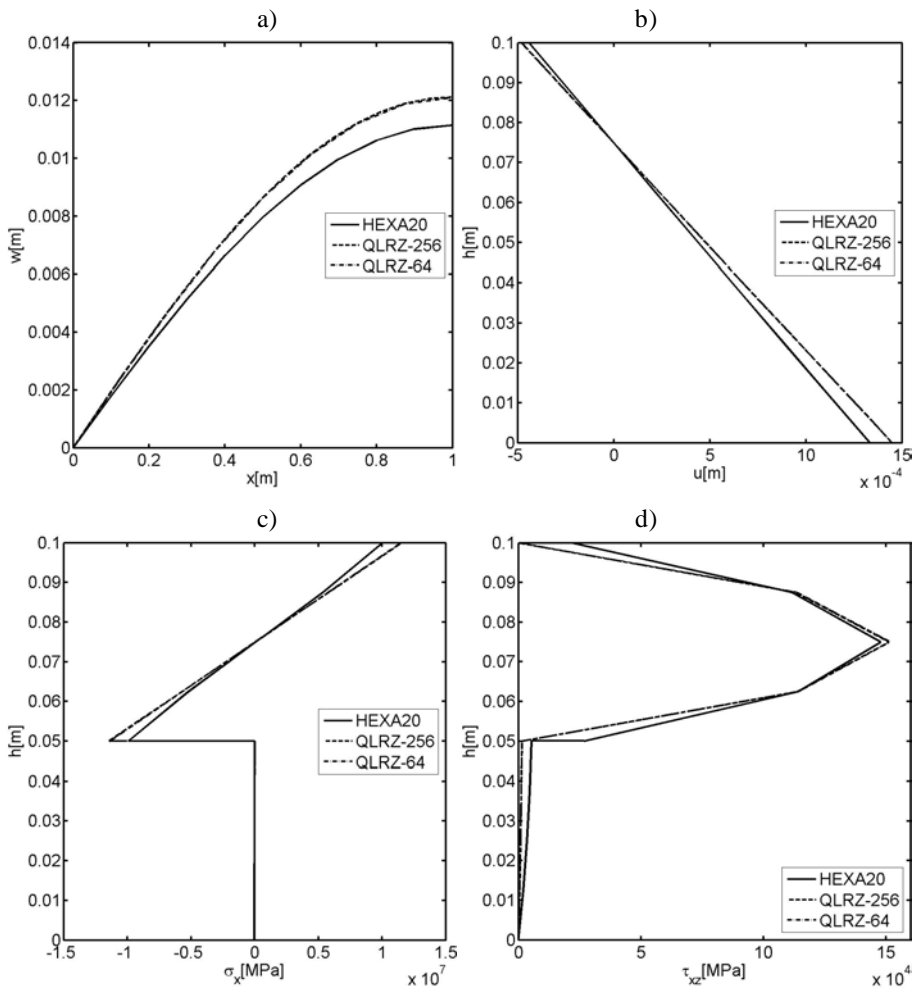 a)
0.014
0.012
0.01
0.008
0.006
0.004
0.002
0
w[m]
0 0.2 0.4 0.6 0.8 1
x[m]
HEXA20
QLRZ-256
QLRZ-64
b)
0.1
0.09
0.08
0.07
0.06
0.05
0.04
0.03
0.02
0.01
0
h[m]
-5 0 5 10 15
u[m]
x 10⁻⁴
HEXA20
QLRZ-256
QLRZ-64
c)
0.1
0.09
0.08
0.07
0.06
0.05
0.04
0.03
0.02
0.01
0
h[m]
-1.5 -1 -0.5 0 0.5 1 1.5
σx[MPa]
x 10⁷
HEXA20
QLRZ-256
QLRZ-64
d)
0.1
0.09
0.08
0.07
0.06
0.05
0.04
0.03
0.02
0.01
0
h[m]
0 5 10 15
τxz[MPa]
x 10⁴
HEXA20
QLRZ-256
QLRZ-64